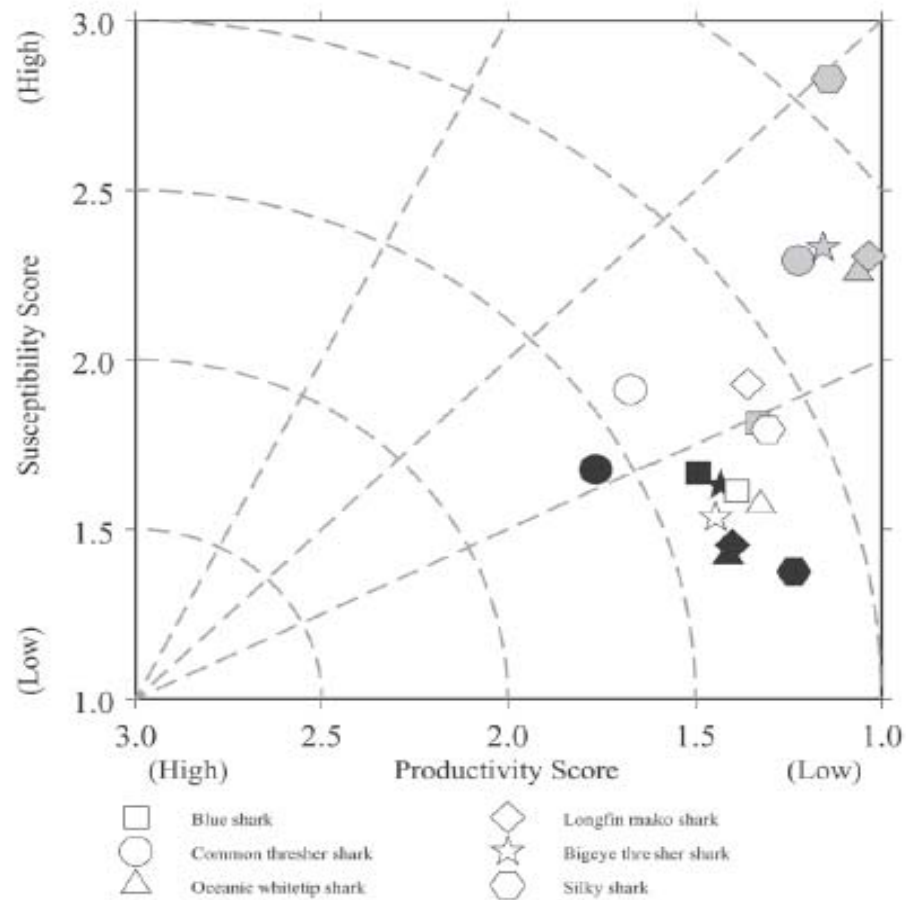 (High)
Susceptibility Score
(Low)
3.0
2.5
2.0
1.5
1.0
3.0 2.5 2.0 1.5 1.0
(High) Productivity Score (Low)
Blue shark Longfin mako shark
Common thresher shark Bigeye thresher shark
Oceanic whitetip shark Silky shark